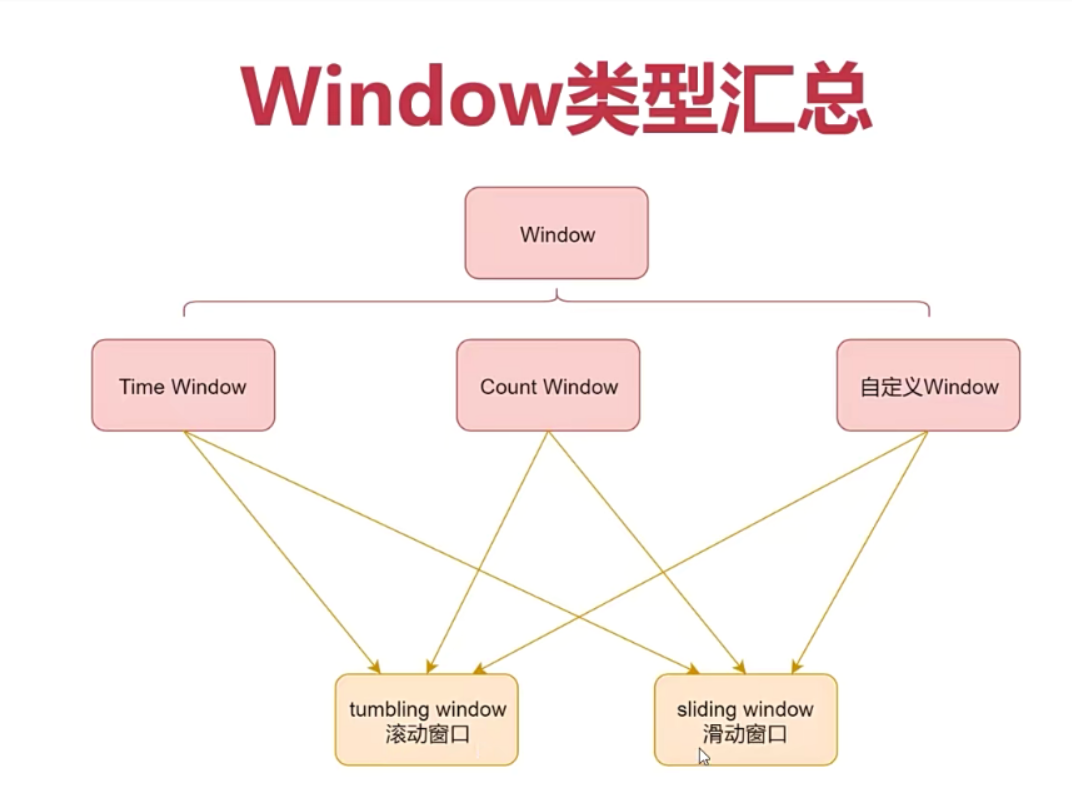 Window类型汇总
Window
Time Window
Count Window
自定义Window
tumbling window
滚动窗口
sliding window
滑动窗口